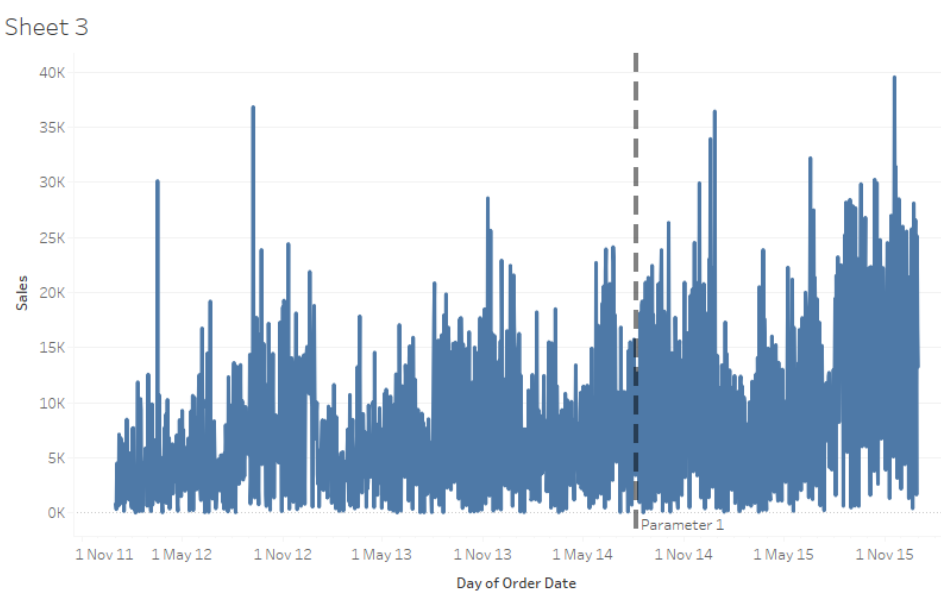 Sheet 3
40K
35K
30K
25K
20K
15K
10K
5K
0K
Sales
Parameter 1
1 Nov 11 1 May 12 1 Nov 12 1 May 13 1 Nov 13 1 May 14 1 Nov 14 1 May 15 1 Nov 15
Day of Order Date